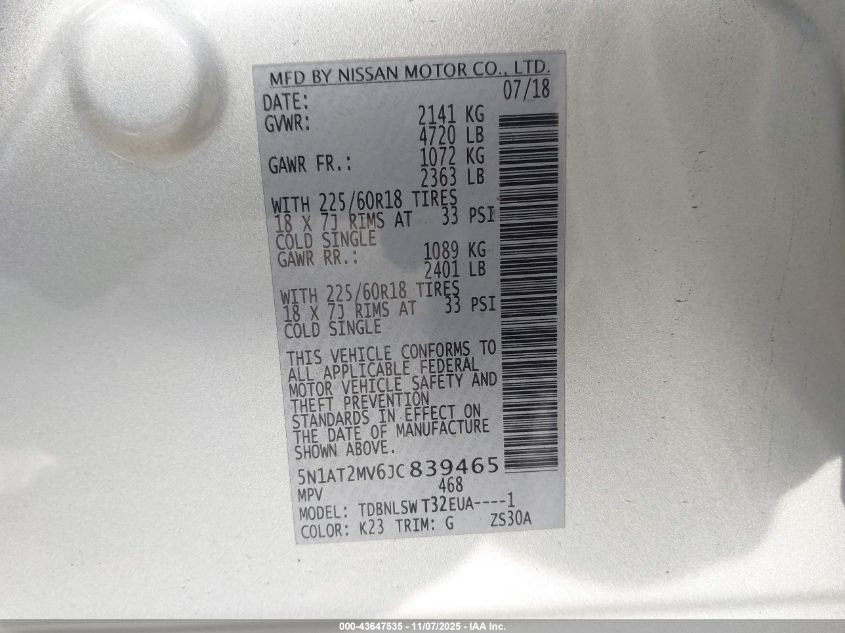 MFD BY NISSAN MOTOR CO., LTD.
DATE: 07/18
GVWR: 2141 KG
4720 LB
GAWR FR.: 1072 KG
2363 LB
WITH 225/60R18 TIRES
18 X 7J RIMS AT 33 PSI
COLD SINGLE
GAWR RR.: 1089 KG
2401 LB
WITH 225/60R18 TIRES
18 X 7J RIMS AT 33 PSI
COLD SINGLE
THIS VEHICLE CONFORMS TO
ALL APPLICABLE FEDERAL
MOTOR VEHICLE SAFETY AND
THEFT PREVENTION
STANDARDS IN EFFECT ON
THE DATE OF MANUFACTURE
SHOWN ABOVE.
5N1AT2MV6JC839465
MPV 468
MODEL: TDBNLSWT32EUA----1
COLOR: K23 TRIM: G ZS30A
000-43647535 - 11/07/2025 - IAA Inc.